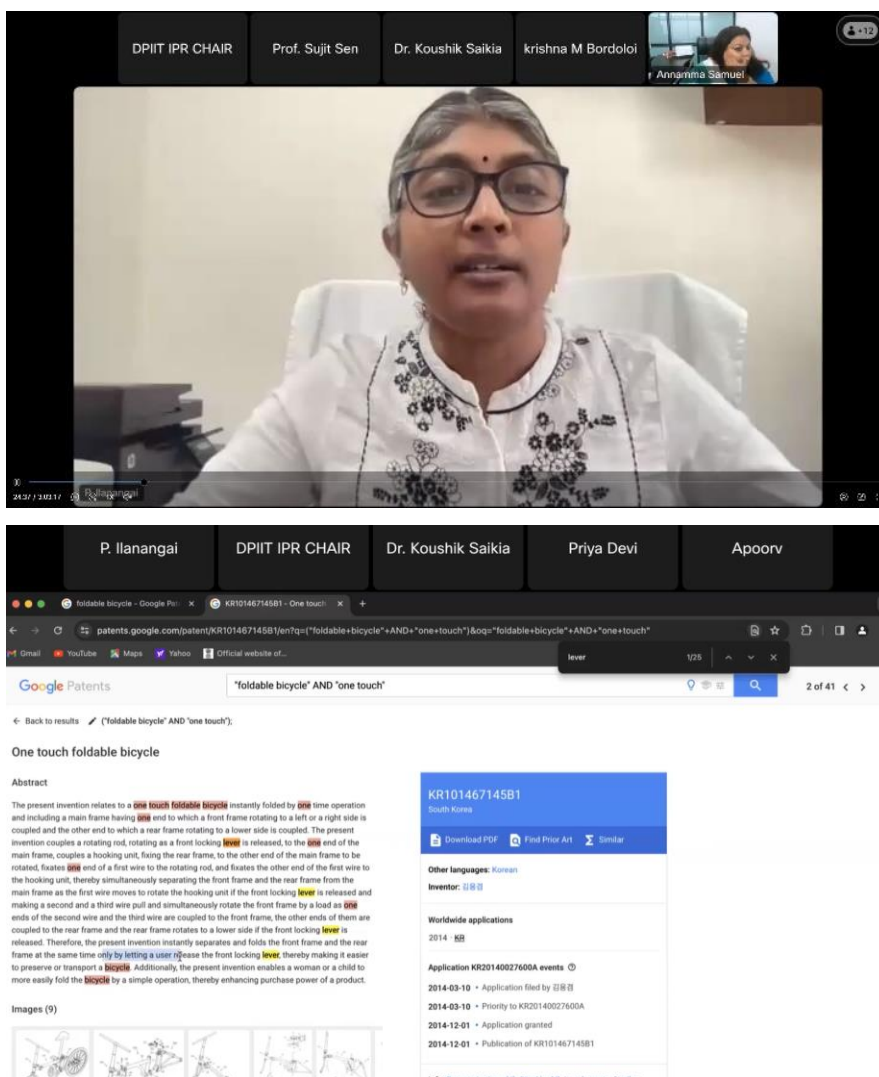 DPIIT IPR CHAIR
Prof. Sujit Sen
Dr. Koushik Saikia
krishna M Bordoloi
Annamma Samuel
+12
24:37 / 3:02:17
P. Ilanangai
P. Ilanangai
DPIIT IPR CHAIR
Dr. Koushik Saikia
Priya Devi
Apoorv
foldable bicycle - Google Pat
KR101467145B1 - One touch
patents.google.com/patent/KR101467145B1/en?q=("foldable+bicycle"+AND+"one+touch")&oq="foldable+bicycle"+AND+"one+touch"
Gmail
YouTube
Maps
Yahoo
Official website of...
lever
1/25
Google Patents
"foldable bicycle" AND "one touch"
2 of 41
Back to results
("foldable bicycle" AND "one touch");
One touch foldable bicycle
Abstract
The present invention relates to a one touch foldable bicycle instantly folded by one time operation
and including a main frame having one end to which a front frame rotating to a left or a right side is
coupled and the other end to which a rear frame rotating to a lower side is coupled. The present
invention couples a rotating rod, rotating as a front locking lever is released, to the one end of the
main frame, couples a hooking unit, fixing the rear frame, to the other end of the main frame to be
rotated, fixates one end of a first wire to the rotating rod, and fixates the other end of the first wire to
the hooking unit, thereby simultaneously separating the front frame and the rear frame from the
main frame as the first wire moves to rotate the hooking unit if the front locking lever is released and
making a second and a third wire pull and simultaneously rotate the front frame by a load as one
ends of the second wire and the third wire are coupled to the front frame, the other ends of them are
coupled to the rear frame and the rear frame rotates to a lower side if the front locking lever is
released. Therefore, the present invention instantly separates and folds the front frame and the rear
frame at the same time only by letting a user release the front locking lever, thereby making it easier
to preserve or transport a bicycle. Additionally, the present invention enables a woman or a child to
more easily fold the bicycle by a simple operation, thereby enhancing purchase power of a product.
Images (9)
KR101467145B1
South Korea
Download PDF
Find Prior Art
Similar
Other languages: Korean
Inventor: 김용겸
Worldwide applications
2014 · KR
Application KR20140027600A events
2014-03-10 • Application filed by 김용겸
2014-03-10 • Priority to KR20140027600A
2014-12-01 • Application granted
2014-12-01 • Publication of KR101467145B1